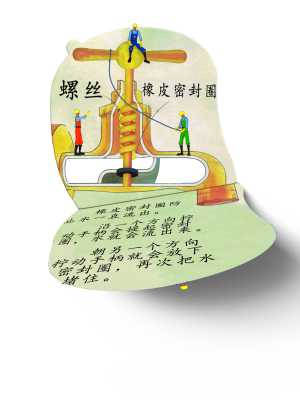 螺丝
橡皮密封圈
橡皮密封圈防
止水一直流出。
沿一个方向拧
动手柄会提起密封
圈，水就会流出来。
朝另一个方向
拧动手柄就会放下
密封圈，再次把水
堵住。